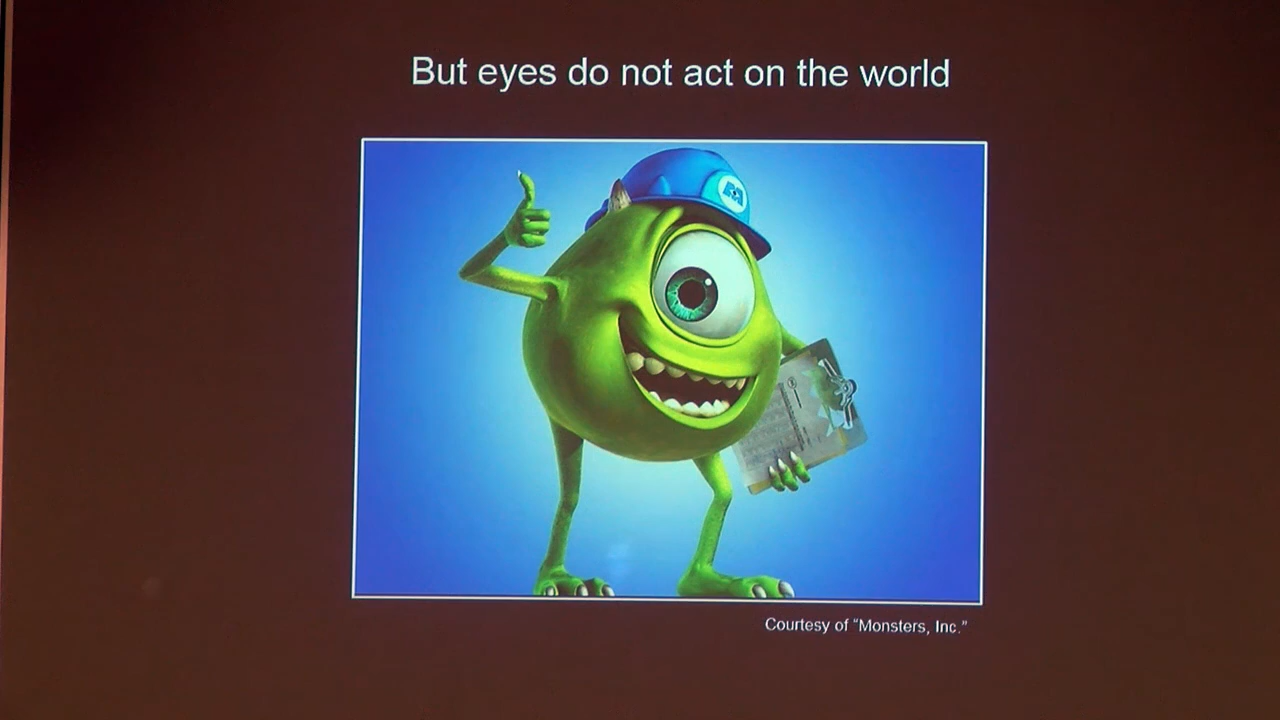 But eyes do not act on the world
Courtesy of “Monsters, Inc.”